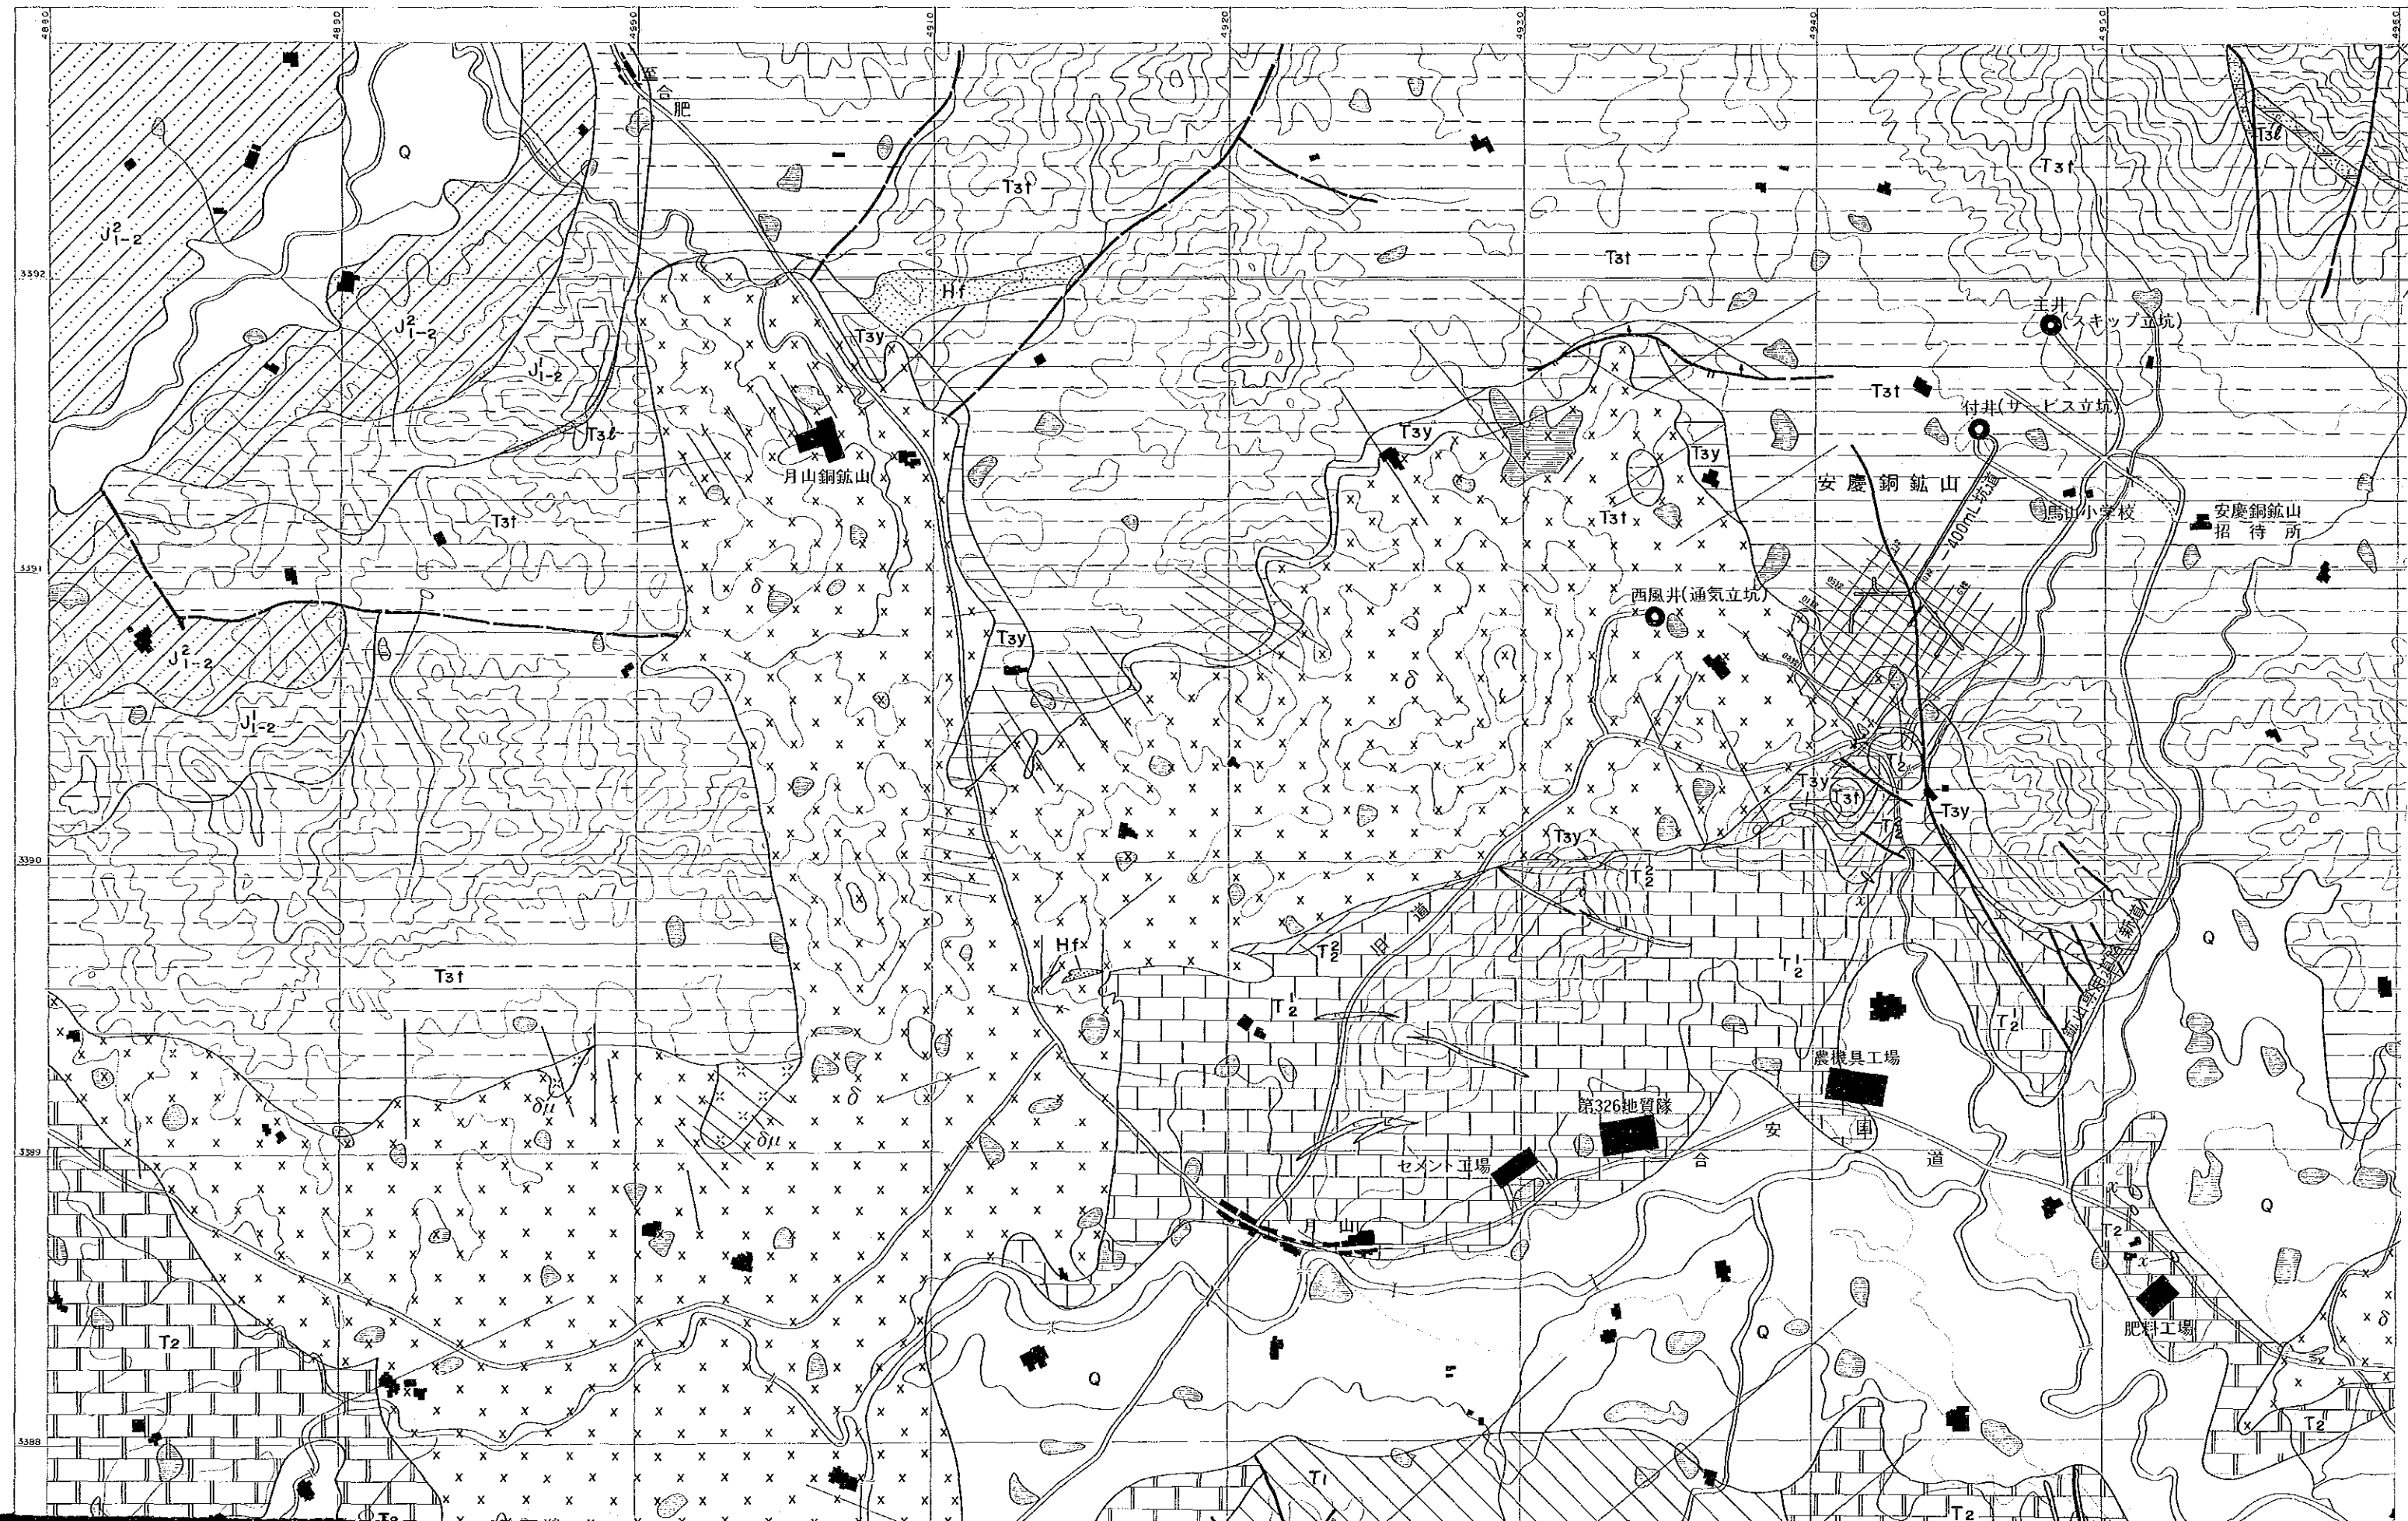 4880 4890 4910 4920 4930 4940 4950 4960
至
合
肥
Q
T3ℓ
T3t
T3t
J²₁₋₂
T3t
3392
Hf
主井
(スキップ立坑)
J²₁₋₂
T3y
J¹₁₋₂
T3t
付井(サービス立坑)
T3ℓ
T3y
T3y
月山銅鉱山
安慶銅鉱山
-400mL坑道
T3t
T3t
馬山小学校
安慶銅鉱山
招待所
3391
δ
西風井(通気立坑)
T3y
J²₁₋₂
δ
J¹₁₋₂
T2
T3y
T3t
T3y
T²₂
T3y
3390
T²₂
道
旧
Hf
T²₂
T¹₂
Q
T3t
T¹₂
T¹₂
農機具工場
δ
δμ
第326地質隊
δμ
安
国
3389
セメント工場
合
道
Q
月山
T2
δ
肥料工場
T2
Q
Q
T2
3388
T1
T2